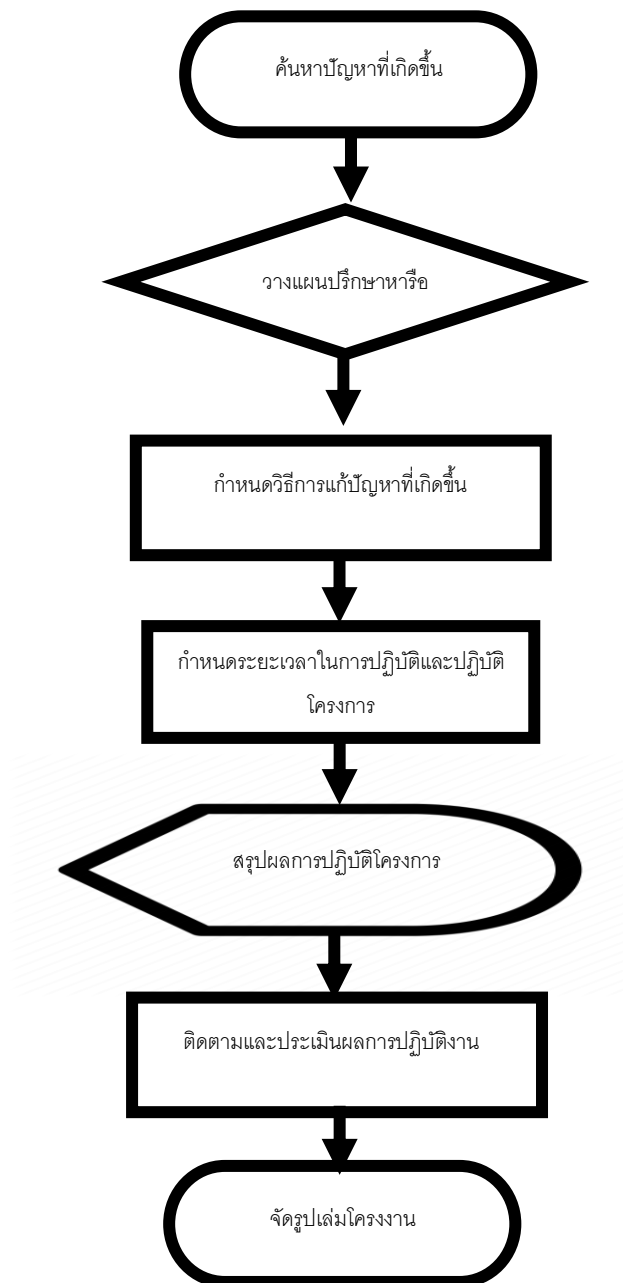 ค้นหาปัญหาที่เกิดขึ้น
วางแผนปรึกษาหารือ
กำหนดวิธีการแก้ปัญหาที่เกิดขึ้น
กำหนดระยะเวลาในการปฏิบัติและปฏิบัติ
โครงการ
สรุปผลการปฏิบัติโครงการ
ติดตามและประเมินผลการปฏิบัติงาน
จัดรูปเล่มโครงงาน